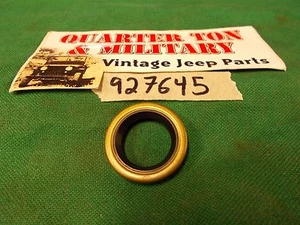 QUARTER TON
& MILITARY
Vintage Jeep Parts
927645